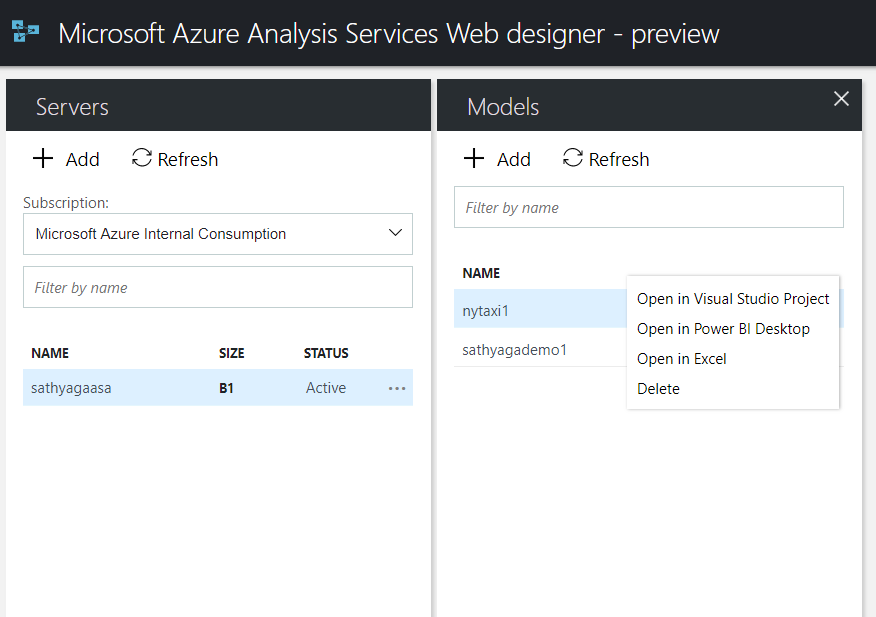 Microsoft Azure Analysis Services Web designer - preview
Servers
Add Refresh
Subscription:
Microsoft Azure Internal Consumption
Filter by name
NAME SIZE STATUS
sathyagaasa B1 Active ...
Models
Add Refresh
Filter by name
NAME
nytaxi1
sathyagademo1
Open in Visual Studio Project
Open in Power BI Desktop
Open in Excel
Delete